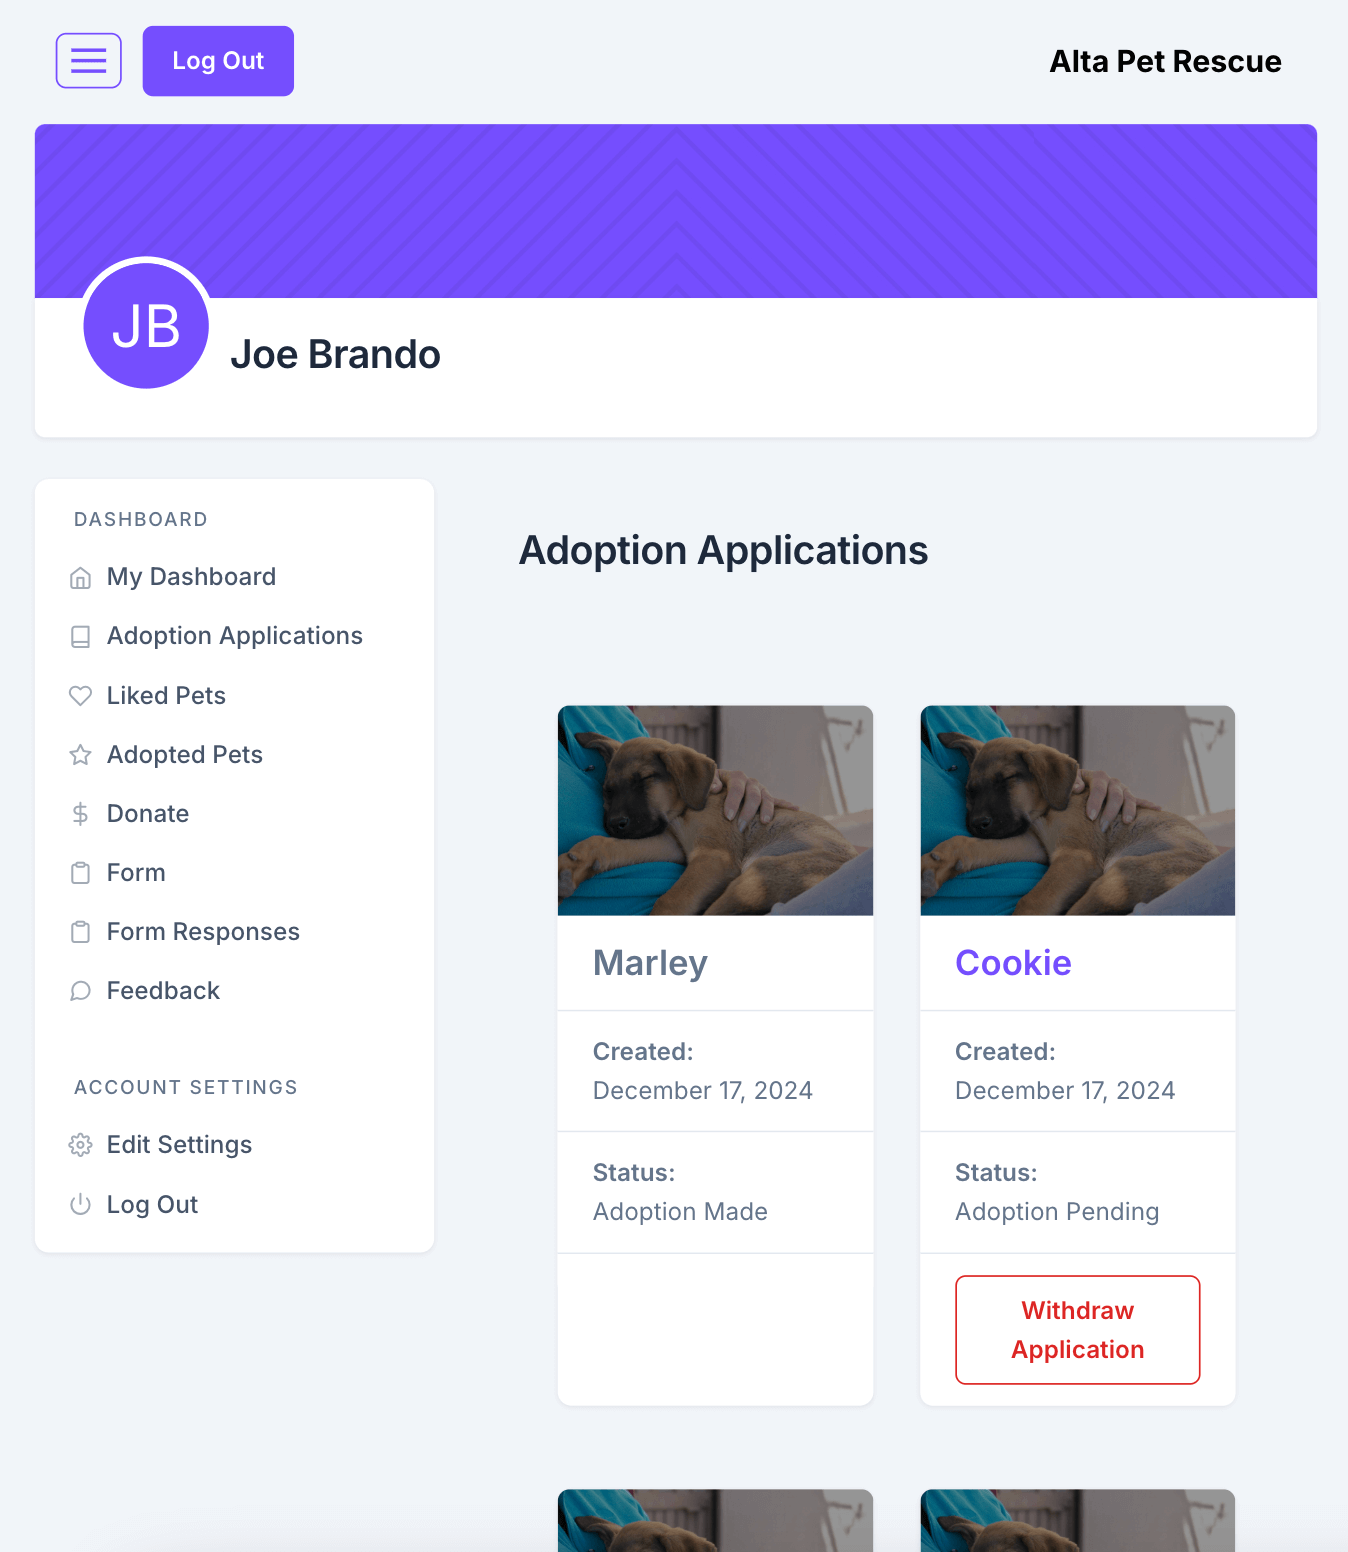 Log Out
Alta Pet Rescue
JB
Joe Brando
DASHBOARD
My Dashboard
Adoption Applications
Liked Pets
Adopted Pets
Donate
Form
Form Responses
Feedback
ACCOUNT SETTINGS
Edit Settings
Log Out
Adoption Applications
Marley
Created:
December 17, 2024
Status:
Adoption Made
Cookie
Created:
December 17, 2024
Status:
Adoption Pending
Withdraw
Application